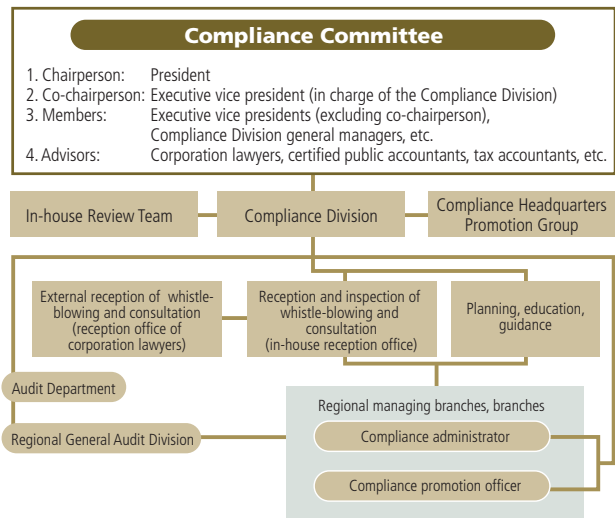 Compliance Committee
1. Chairperson: President
2. Co-chairperson: Executive vice president (in charge of the Compliance Division)
3. Members: Executive vice presidents (excluding co-chairperson),
Compliance Division general managers, etc.
4. Advisors: Corporation lawyers, certified public accountants, tax accountants, etc.
In-house Review Team
Compliance Division
Compliance Headquarters
Promotion Group
External reception of whistle-
blowing and consultation
(reception office of
corporation lawyers)
Reception and inspection of
whistle-blowing and
consultation
(in-house reception office)
Planning, education,
guidance
Audit Department
Regional General Audit Division
Regional managing branches, branches
Compliance administrator
Compliance promotion officer